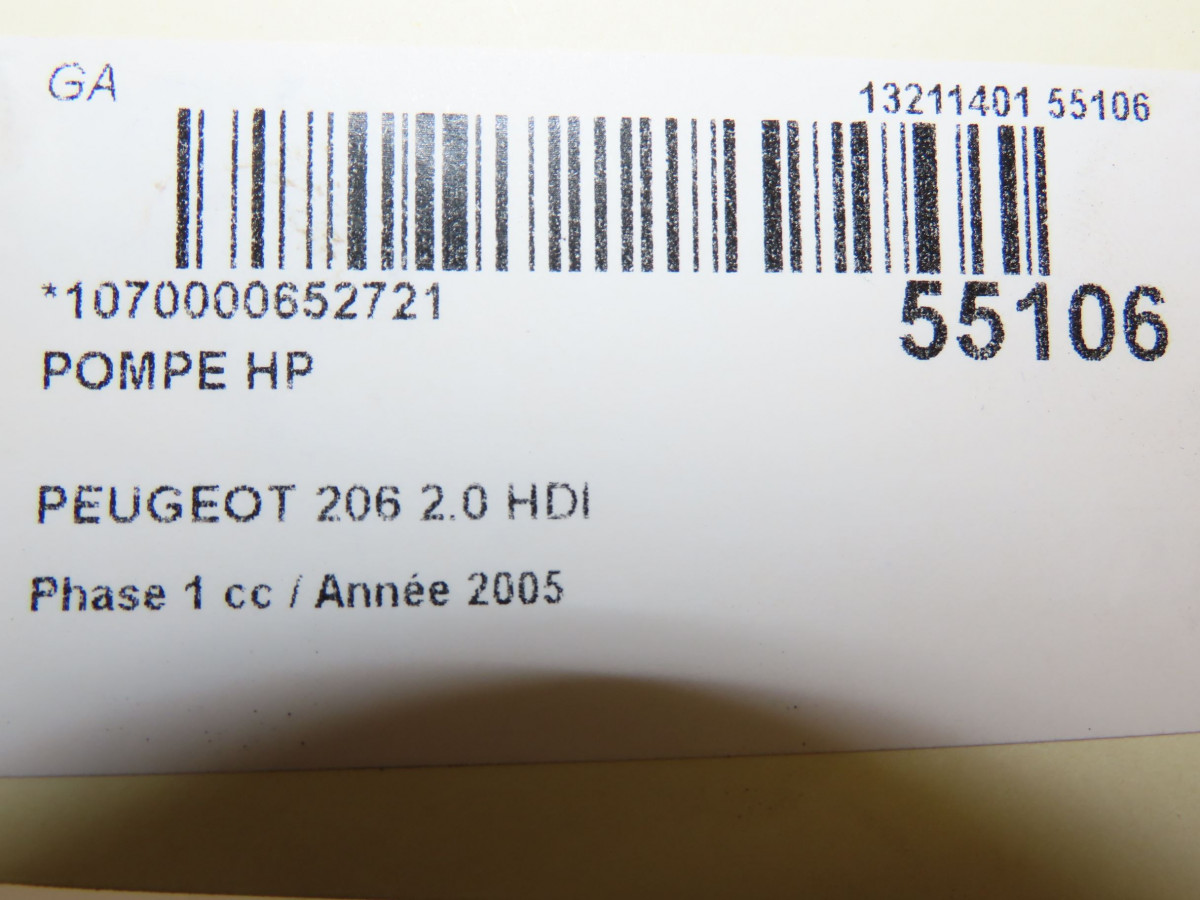 GA
13211401 55106
*1070000652721
55106
POMPE HP
PEUGEOT 206 2.0 HDI
Phase 1 cc / Année 2005